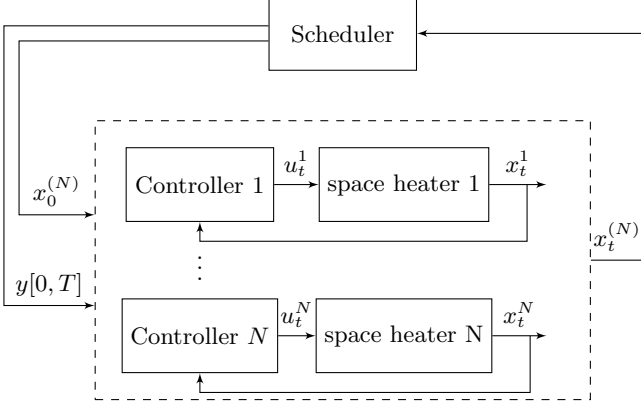 Scheduler
x_0^{(N)}
y[0, T]
Controller 1
u_t^1
space heater 1
x_t^1
⋮
Controller N
u_t^N
space heater N
x_t^N
x_t^{(N)}